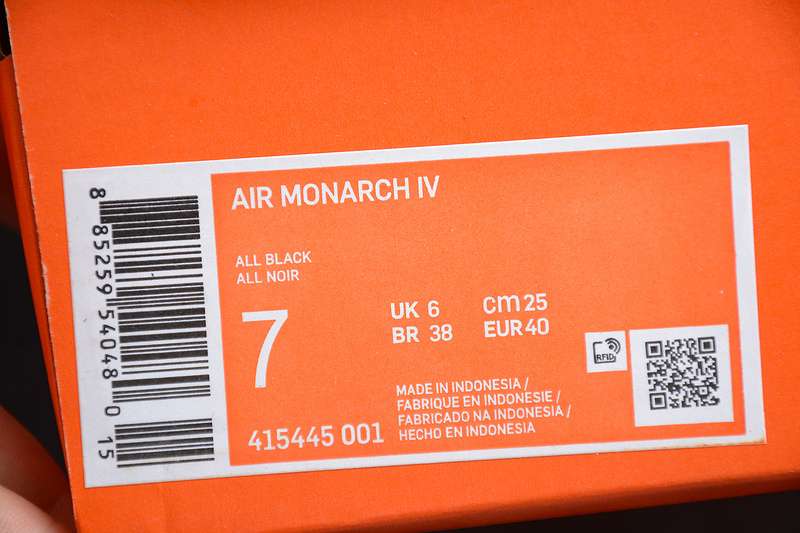 AIR MONARCH IV
ALL BLACK
ALL NOIR
7
UK 6 cm 25
BR 38 EUR 40
MADE IN INDONESIA /
FABRIQUE EN INDONESIE /
FABRICADO NA INDONESIA /
HECHO EN INDONESIA
415445 001
RFID
8 85259 54048 0 15